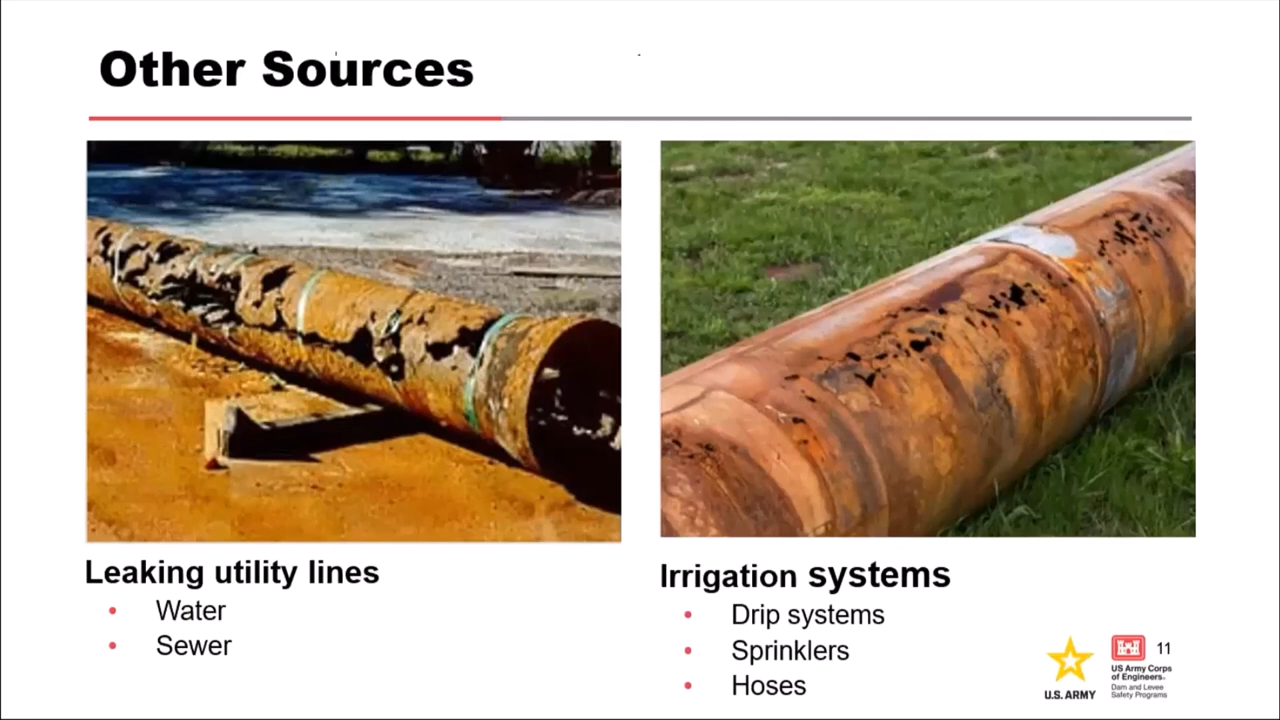 Other Sources
Leaking utility lines
• Water
• Sewer
Irrigation systems
• Drip systems
• Sprinklers
• Hoses
U.S. ARMY
US Army Corps
of Engineers®
Dam and Levee
Safety Programs
11